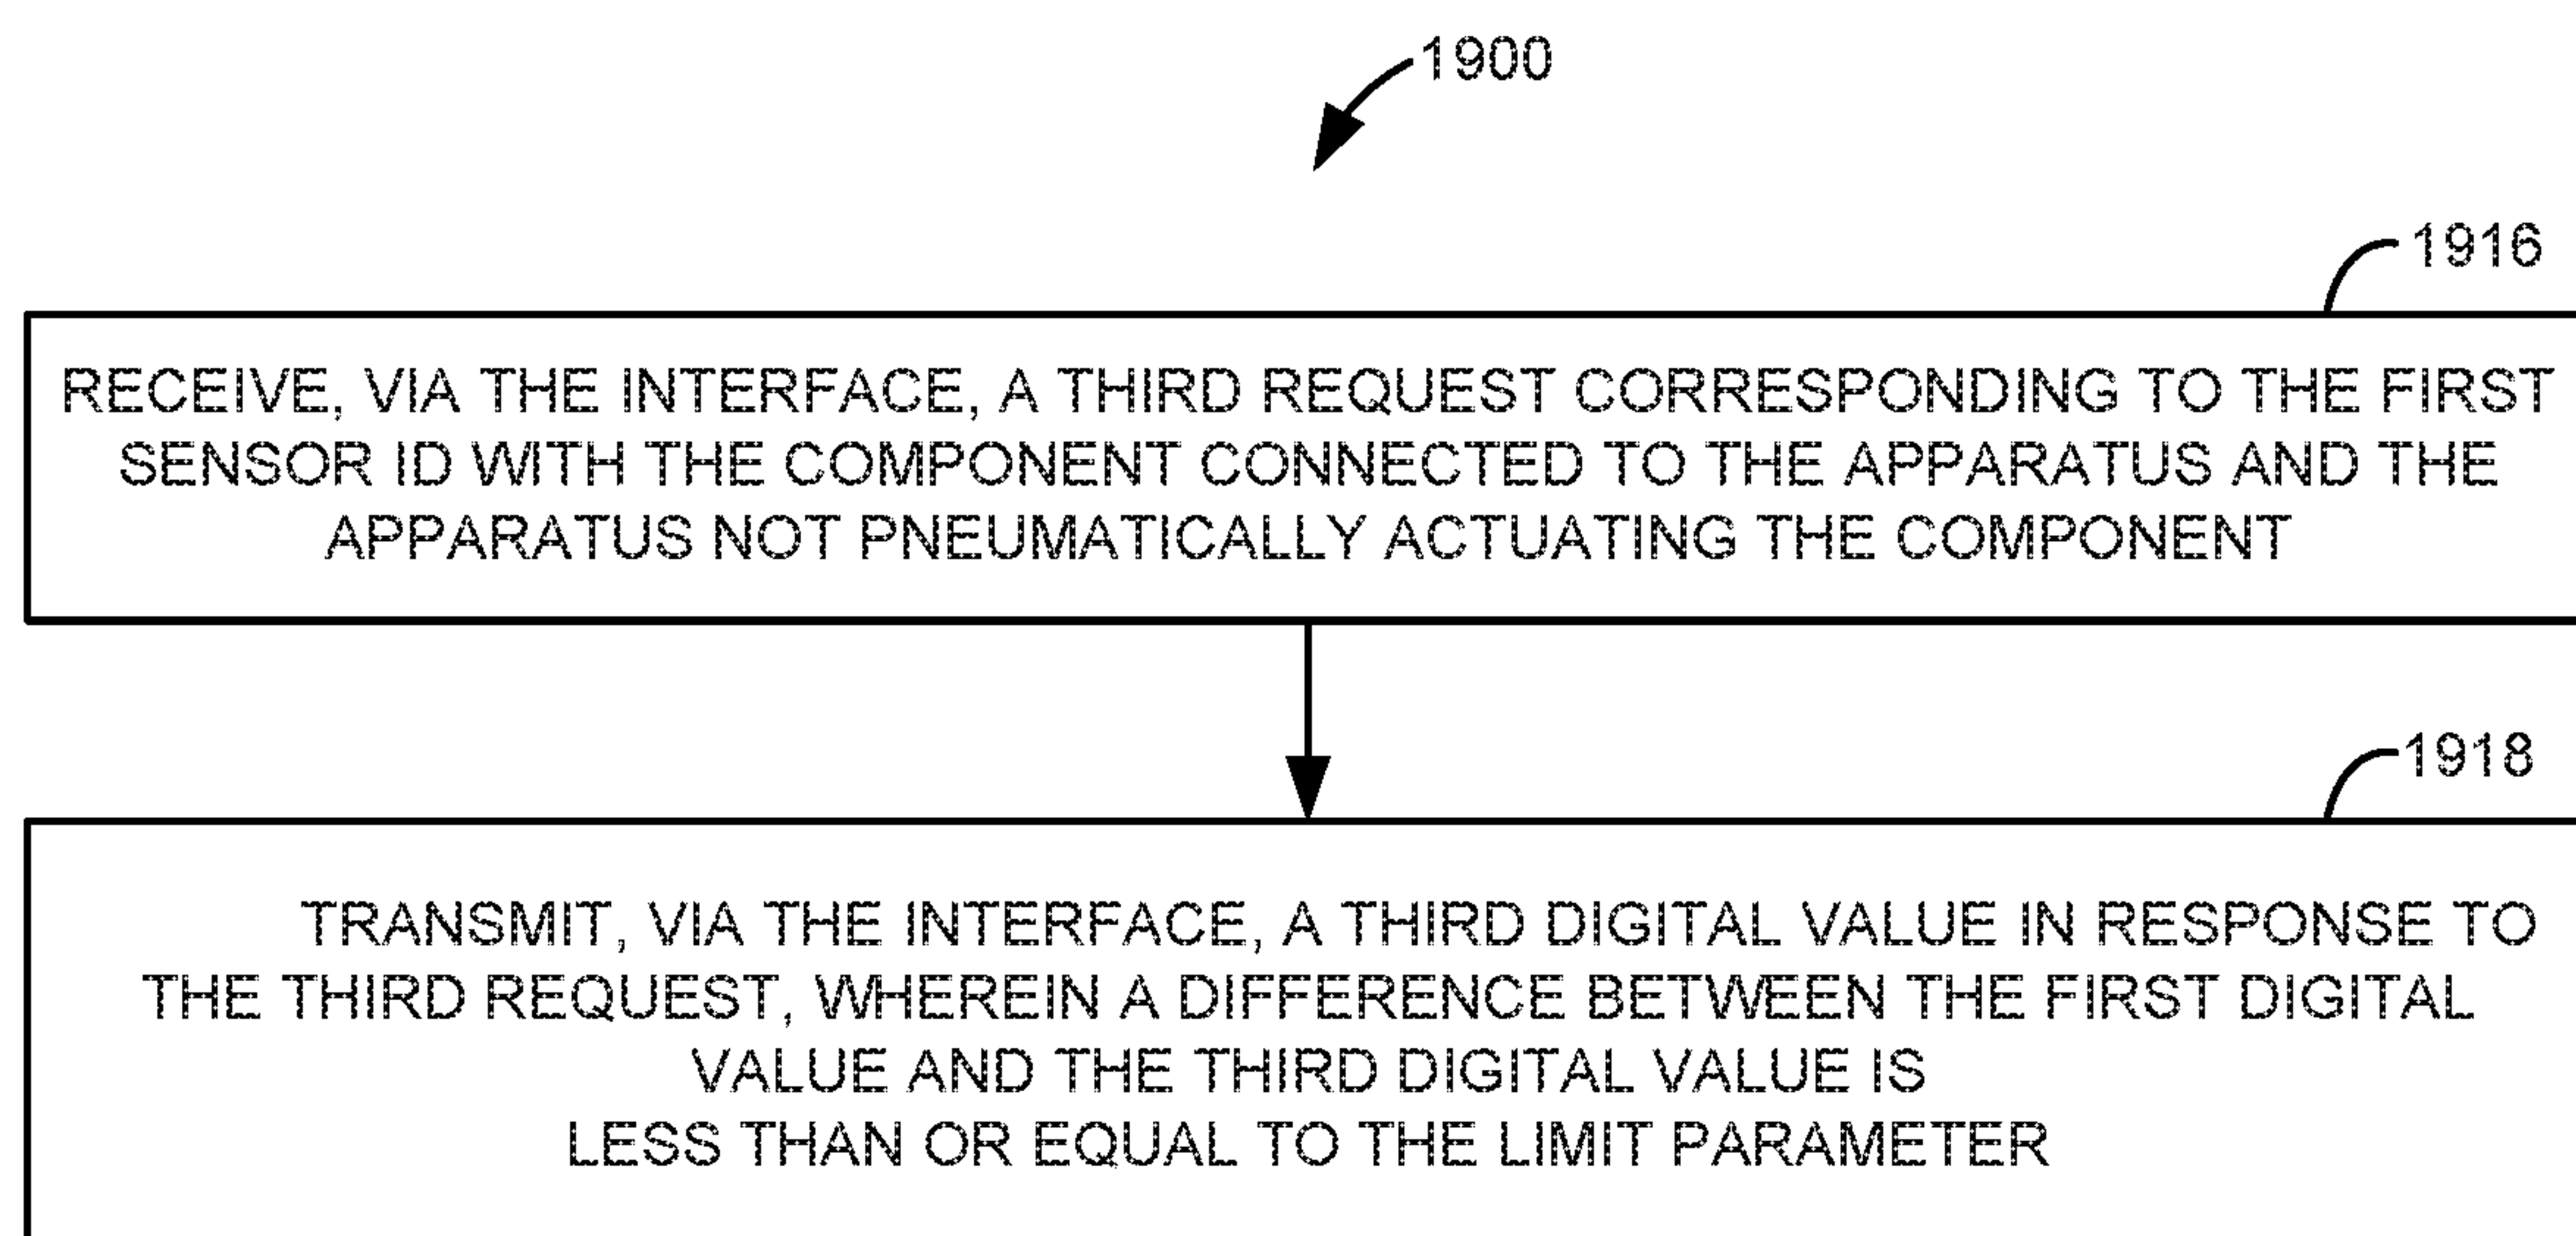 1900
1916
RECEIVE, VIA THE INTERFACE, A THIRD REQUEST CORRESPONDING TO THE FIRST
SENSOR ID WITH THE COMPONENT CONNECTED TO THE APPARATUS AND THE
APPARATUS NOT PNEUMATICALLY ACTUATING THE COMPONENT
1918
TRANSMIT, VIA THE INTERFACE, A THIRD DIGITAL VALUE IN RESPONSE TO
THE THIRD REQUEST, WHEREIN A DIFFERENCE BETWEEN THE FIRST DIGITAL
VALUE AND THE THIRD DIGITAL VALUE IS
LESS THAN OR EQUAL TO THE LIMIT PARAMETER